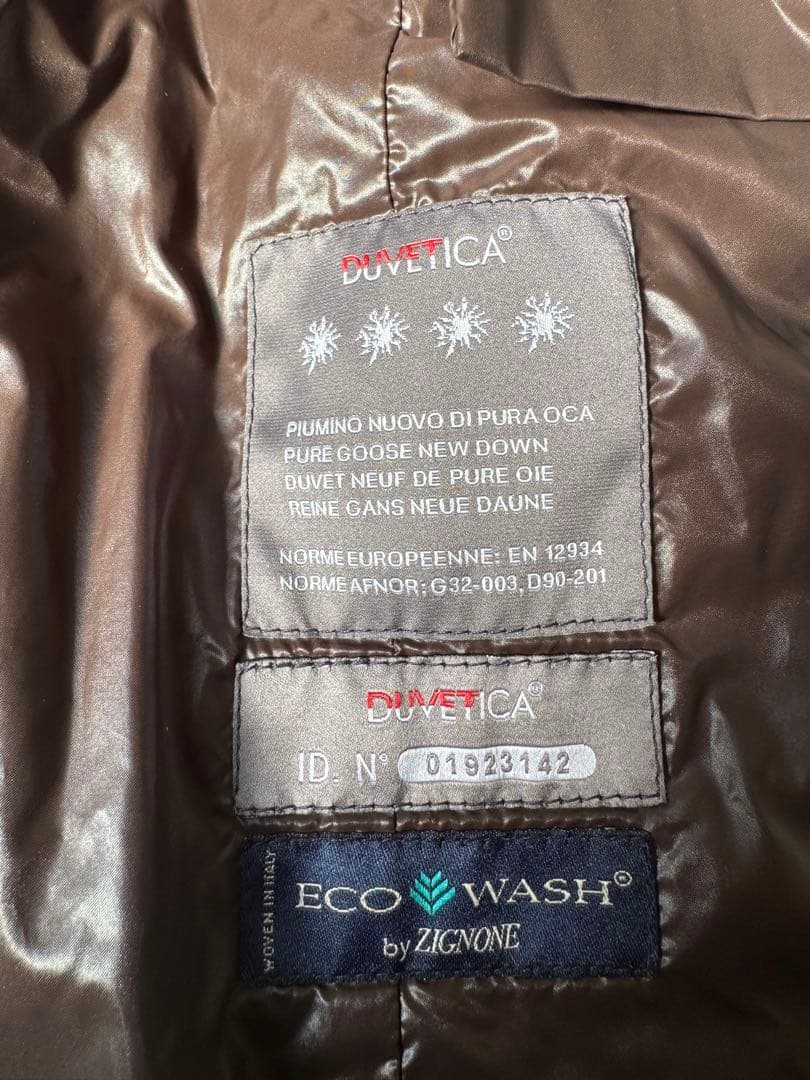 DUVETICA®
PIUMINO NUOVO DI PURA OCA
PURE GOOSE NEW DOWN
DUVET NEUF DE PURE OIE
REINE GANS NEUE DAUNE
NORME EUROPEENNE: EN 12934
NORME AFNOR: G32-003, D90-201
DUVETICA®
ID. N° 01923142
WOVEN IN ITALY
ECO WASH®
by ZIGNONE